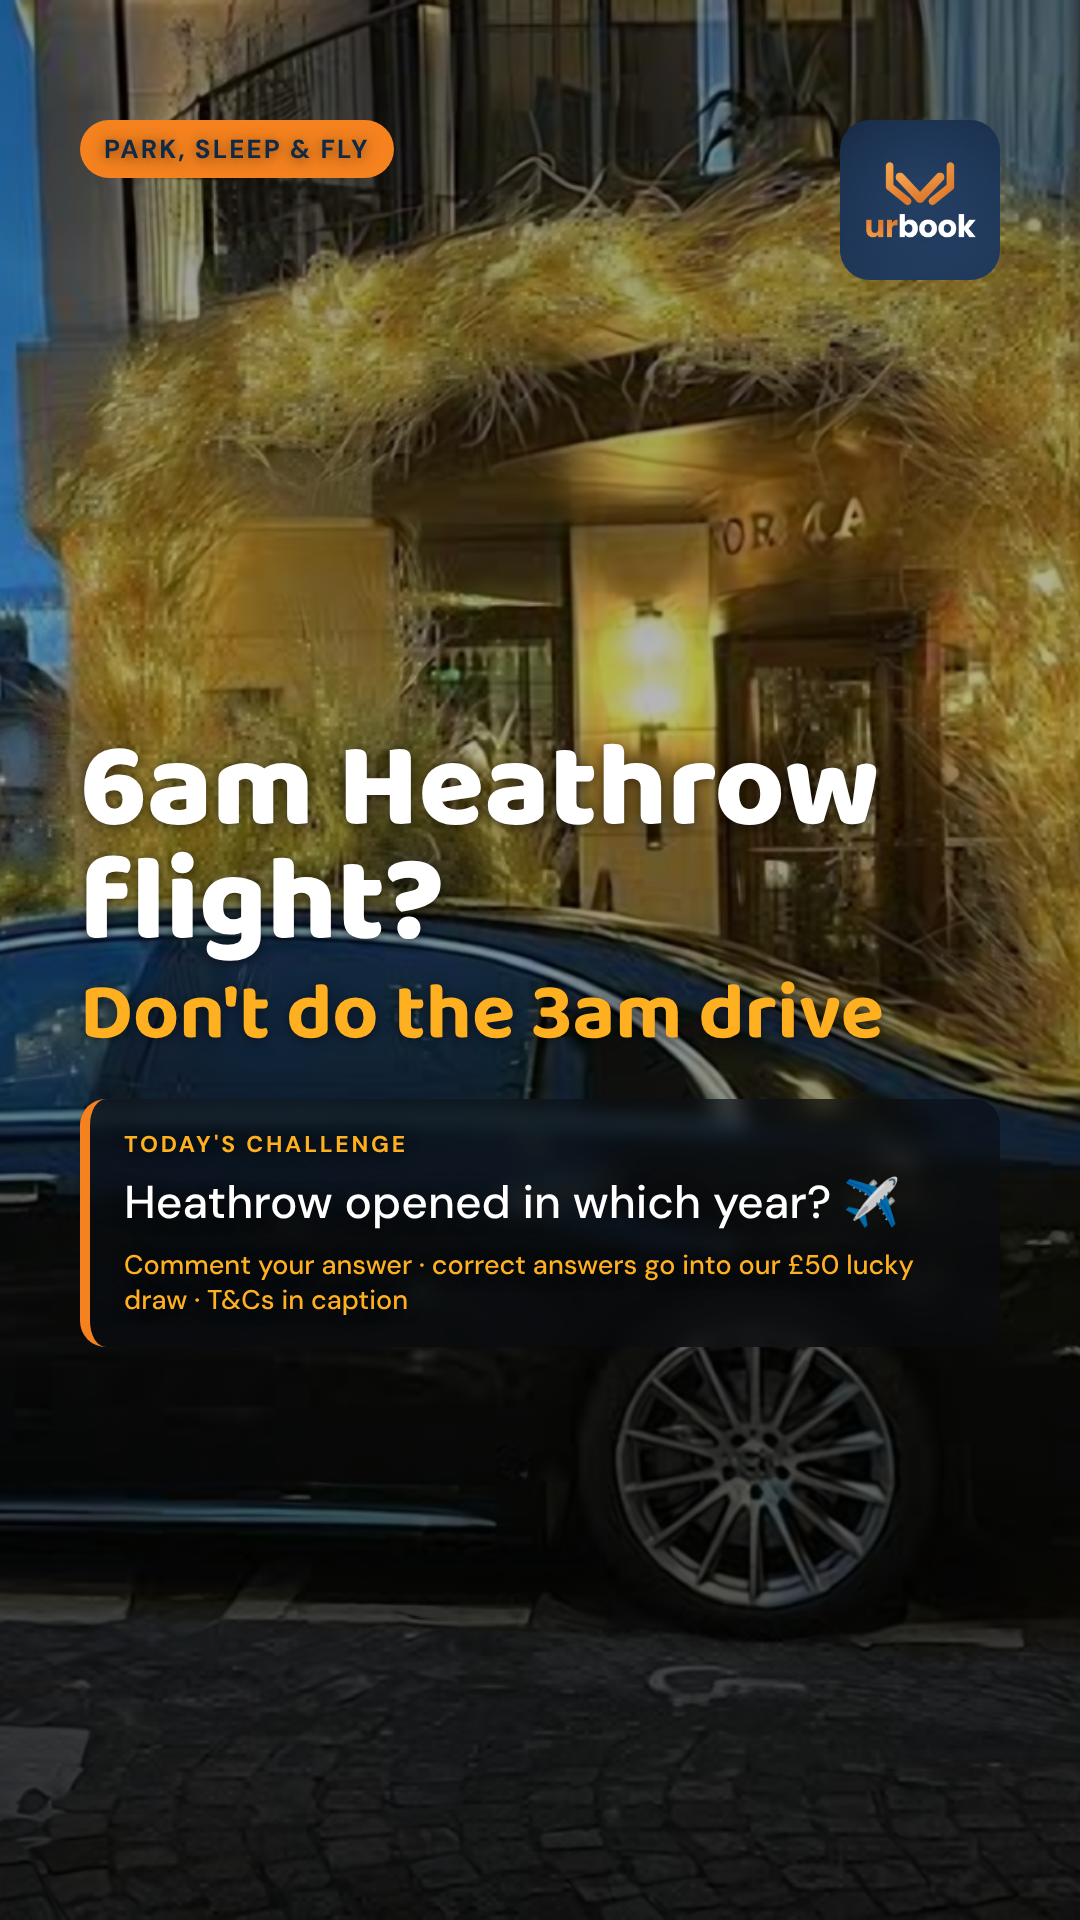 PARK, SLEEP & FLY
urbook
6am Heathrow
flight?
Don't do the 3am drive
TODAY'S CHALLENGE
Heathrow opened in which year? ✈️
Comment your answer · correct answers go into our £50 lucky
draw · T&Cs in caption